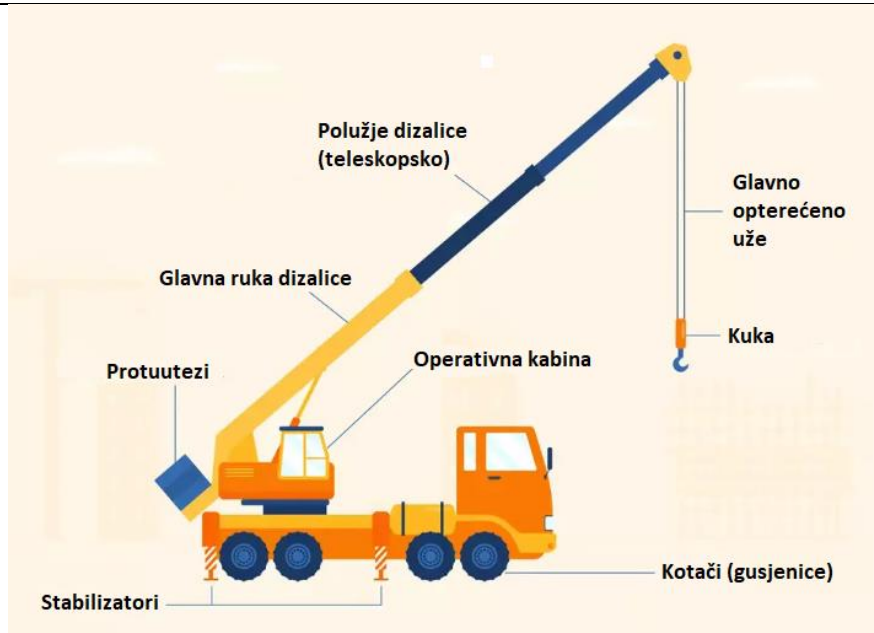 Polužje dizalice
(teleskopsko)
Glavno
opterećeno
uže
Glavna ruka dizalice
Kuka
Operativna kabina
Protuutezi
Kotači (gusjenice)
Stabilizatori